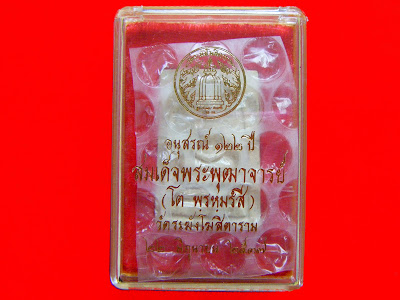 อนุสรณ์ ๑๒๒ ปี
สมเด็จพระพุฒาจารย์
(โต พรหมรังสี)
วัดระฆังโฆสิตาราม